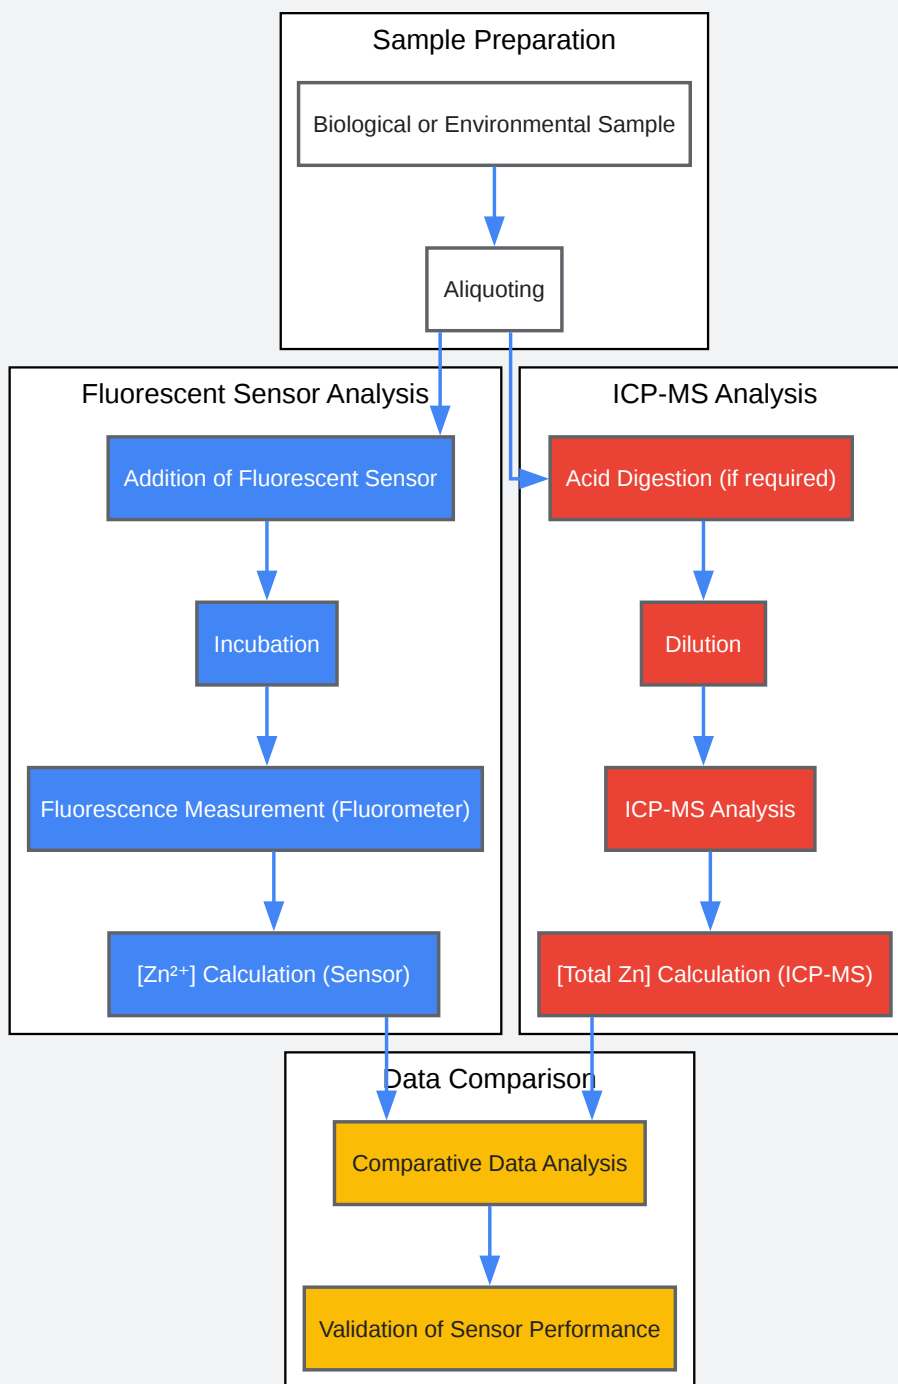 Sample Preparation
Biological or Environmental Sample
Aliquoting
Fluorescent Sensor Analysis
Addition of Fluorescent Sensor
Incubation
Fluorescence Measurement (Fluorometer)
[Zn²⁺] Calculation (Sensor)
ICP-MS Analysis
Acid Digestion (if required)
Dilution
ICP-MS Analysis
[Total Zn] Calculation (ICP-MS)
Data Comparison
Comparative Data Analysis
Validation of Sensor Performance